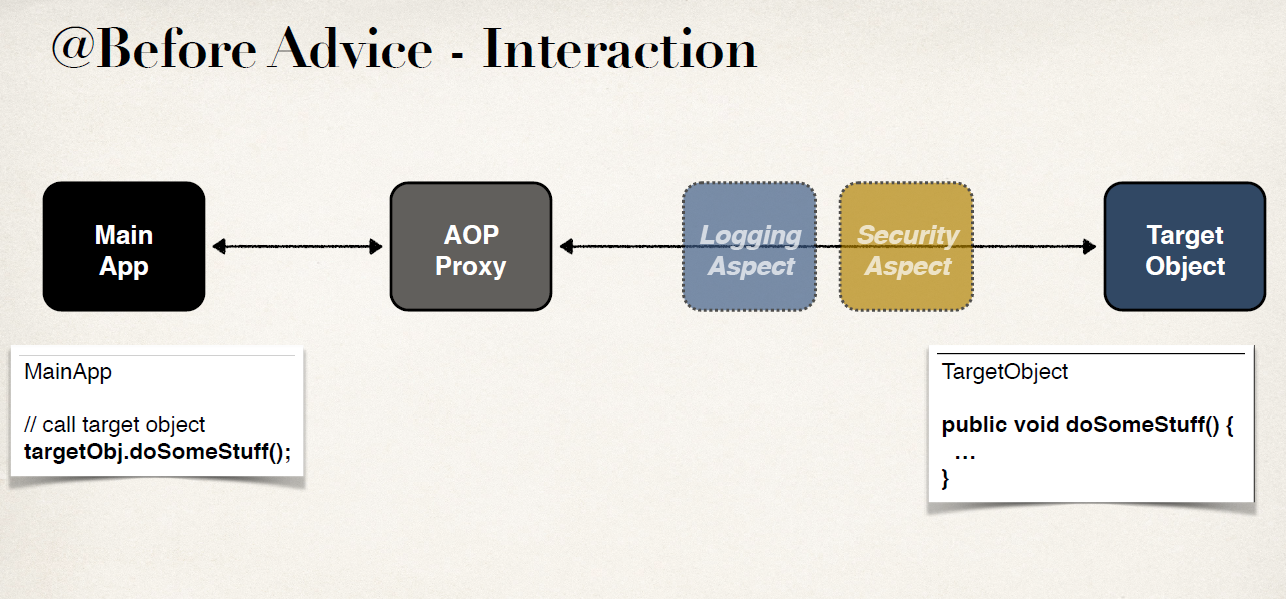 @Before Advice - Interaction
Main
App
AOP
Proxy
Logging
Aspect
Security
Aspect
Target
Object
MainApp
// call target object
targetObj.doSomeStuff();
TargetObject
public void doSomeStuff() {
…
}